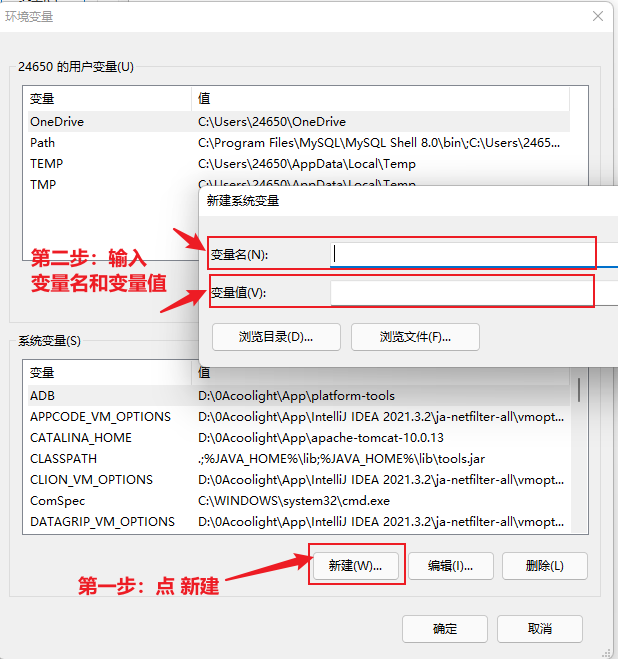 环境变量
24650 的用户变量(U)
变量 值
OneDrive C:\Users\24650\OneDrive
Path C:\Program Files\MySQL\MySQL Shell 8.0\bin\;C:\Users\2465...
TEMP C:\Users\24650\AppData\Local\Temp
TMP C:\Users\24650\AppData\Local\Temp
新建系统变量
第二步：输入
变量名和变量值
变量名(N):
变量值(V):
浏览目录(D)... 浏览文件(F)...
系统变量(S)
变量 值
ADB D:\0Acoolight\App\platform-tools
APPCODE_VM_OPTIONS D:\0Acoolight\App\IntelliJ IDEA 2021.3.2\ja-netfilter-all\vmopt...
CATALINA_HOME D:\0Acoolight\App\apache-tomcat-10.0.13
CLASSPATH .;%JAVA_HOME%\lib;%JAVA_HOME%\lib\tools.jar
CLION_VM_OPTIONS D:\0Acoolight\App\IntelliJ IDEA 2021.3.2\ja-netfilter-all\vmopt...
ComSpec C:\WINDOWS\system32\cmd.exe
DATAGRIP_VM_OPTIONS D:\0Acoolight\App\IntelliJ IDEA 2021.3.2\ja-netfilter-all\vmopt...
新建(W)... 编辑(I)... 删除(L)
第一步：点 新建
确定 取消